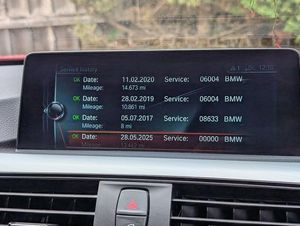 Service history
OK Date: 11.02.2020 Service: 06004 BMW
Mileage: 14.673 mi
OK Date: 28.02.2019 Service: 06004 BMW
Mileage: 10.861 mi
OK Date: 05.07.2017 Service: 08633 BMW
Mileage: 8 mi
OK Date: 28.05.2025 Service: 00000 BMW